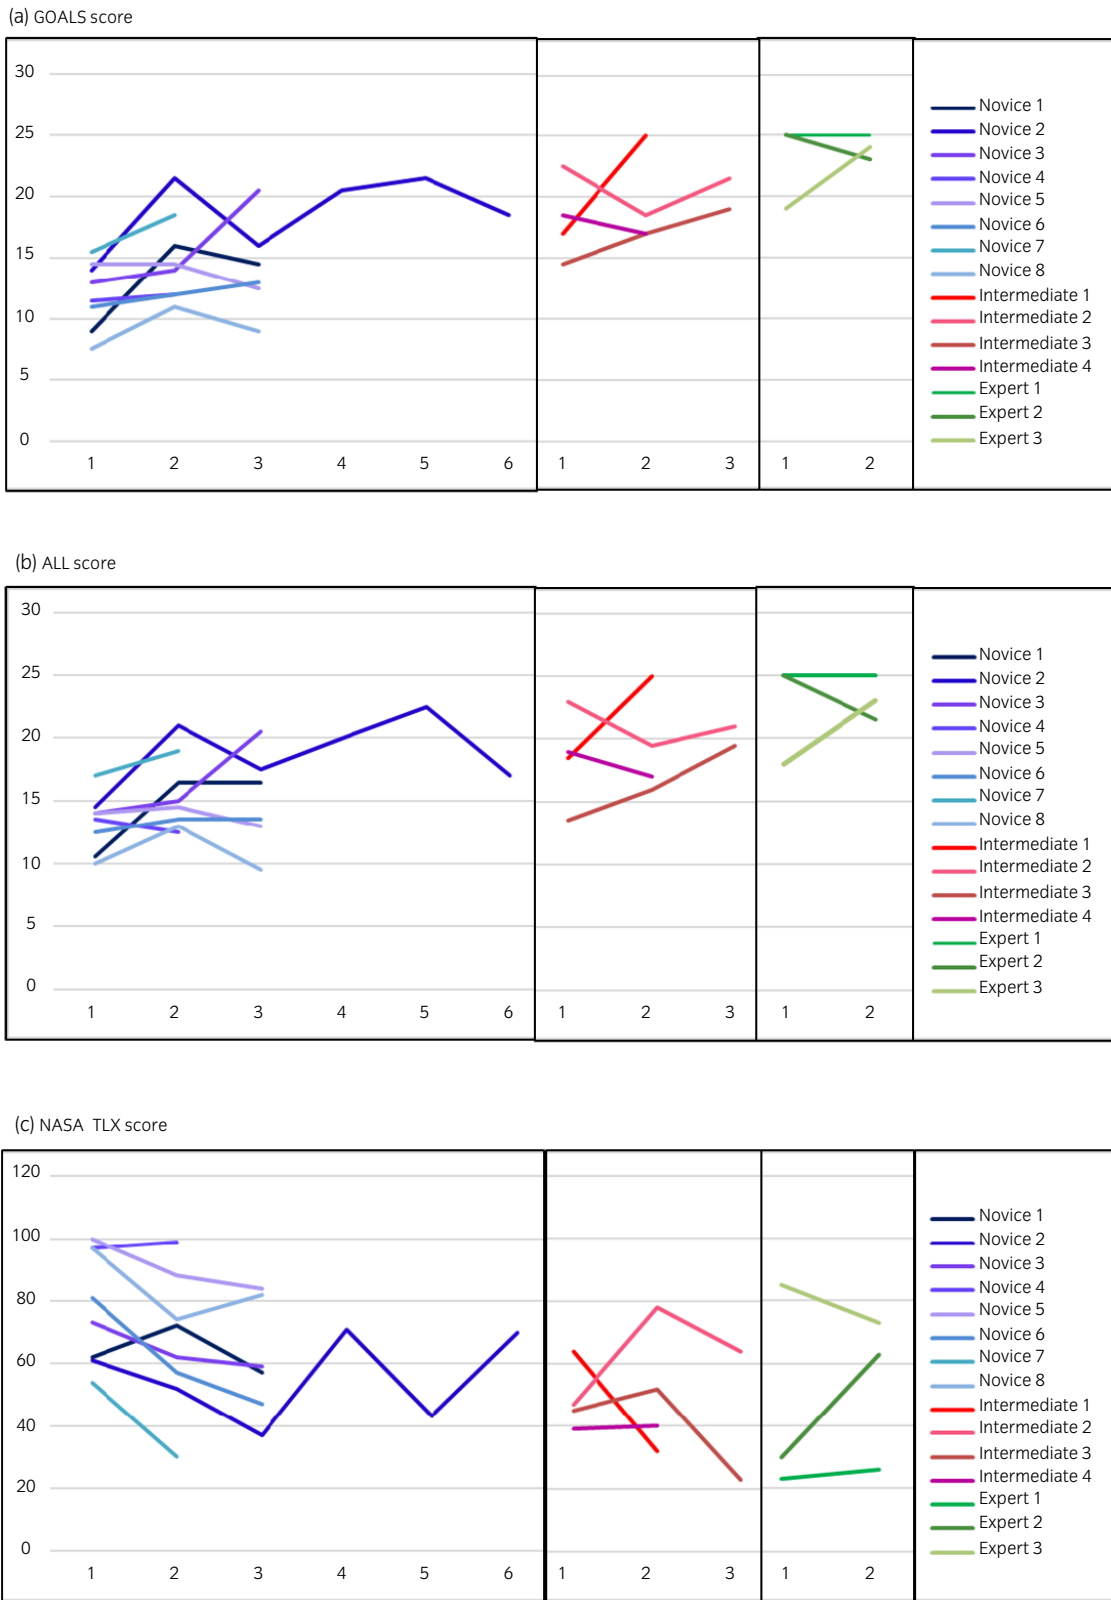 (a) GOALS score
30
25
20
15
10
5
0
1 2 3 4 5 6 1 2 3 1 2
Novice 1
Novice 2
Novice 3
Novice 4
Novice 5
Novice 6
Novice 7
Novice 8
Intermediate 1
Intermediate 2
Intermediate 3
Intermediate 4
Expert 1
Expert 2
Expert 3
(b) ALL score
30
25
20
15
10
5
0
1 2 3 4 5 6 1 2 3 1 2
Novice 1
Novice 2
Novice 3
Novice 4
Novice 5
Novice 6
Novice 7
Novice 8
Intermediate 1
Intermediate 2
Intermediate 3
Intermediate 4
Expert 1
Expert 2
Expert 3
(c) NASA TLX score
120
100
80
60
40
20
0
1 2 3 4 5 6 1 2 3 1 2
Novice 1
Novice 2
Novice 3
Novice 4
Novice 5
Novice 6
Novice 7
Novice 8
Intermediate 1
Intermediate 2
Intermediate 3
Intermediate 4
Expert 1
Expert 2
Expert 3